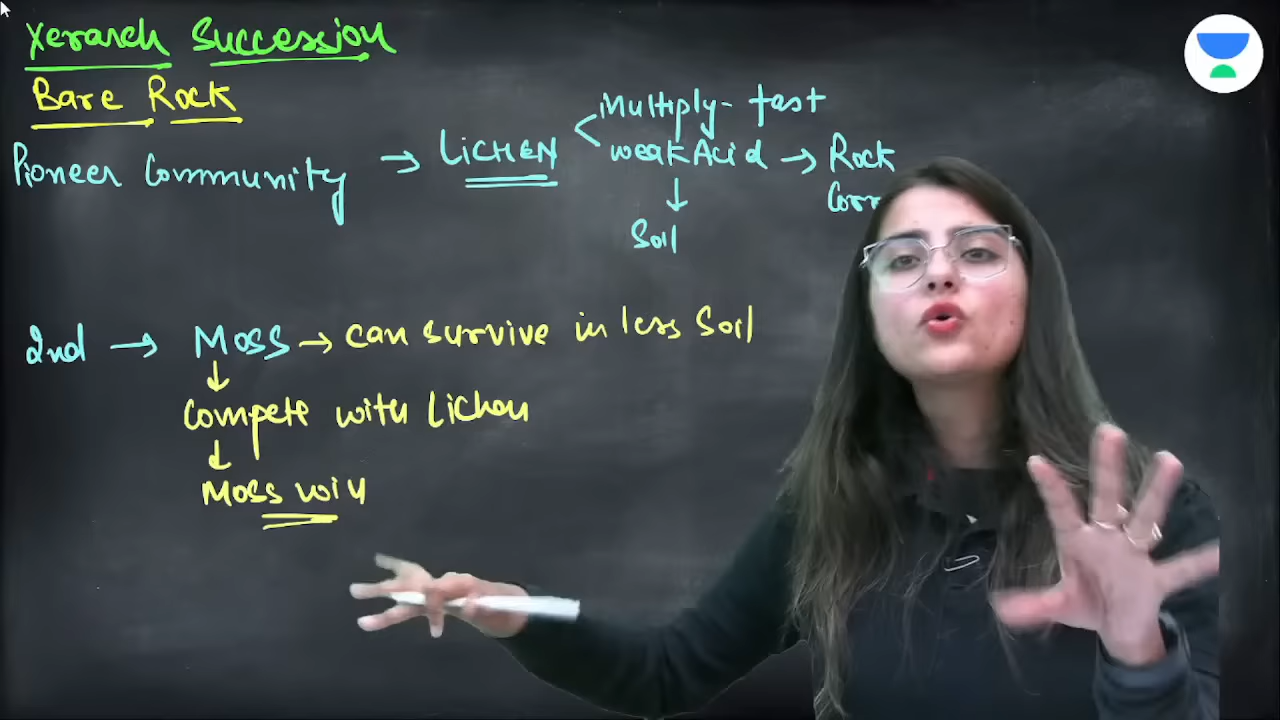 Xerarch Succession
Bare Rock
Pioneer Community → LICHEN
Multiply - fast
weak Acid → Rock
↓
Soil
2nd → Moss → can survive in less soil
↓
Compete with Lichen
↓
Moss